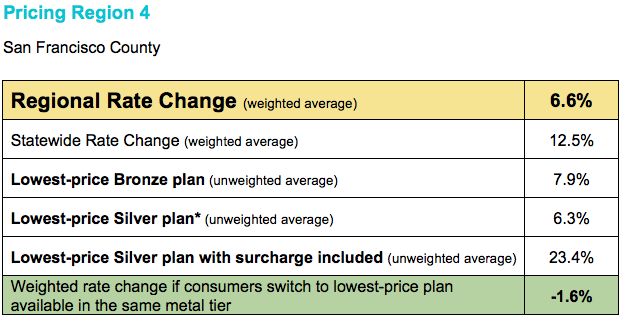 Pricing Region 4
San Francisco County
Regional Rate Change (weighted average) 6.6%
Statewide Rate Change (weighted average) 12.5%
Lowest-price Bronze plan (unweighted average) 7.9%
Lowest-price Silver plan* (unweighted average) 6.3%
Lowest-price Silver plan with surcharge included (unweighted average) 23.4%
Weighted rate change if consumers switch to lowest-price plan
available in the same metal tier -1.6%